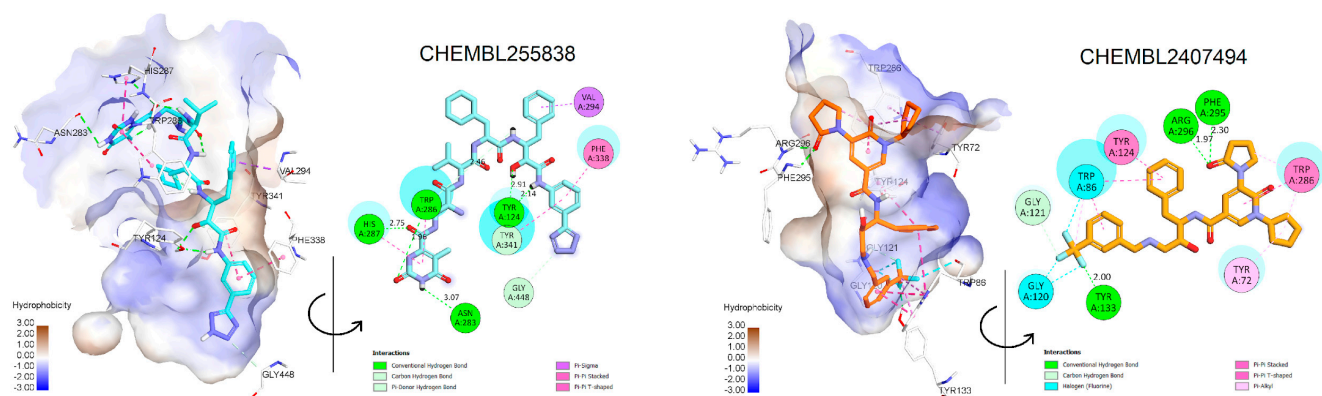 CHEMBL255838
HIS287
ASN283
VAL294
TYR341
TYR124
PHE338
GLY448
Hydrophobicity
3.00
2.00
1.00
0.00
-1.00
-2.00
-3.00
VAL
A:294
PHE
A:338
2.46
2.91
2.14
TRP
A:286
TYR
A:124
HIS
A:287
2.75
TYR
A:341
GLY
A:448
3.07
ASN
A:283
Interactions
Conventional Hydrogen Bond
Carbon Hydrogen Bond
Pi-Donor Hydrogen Bond
Pi-Sigma
Pi-Pi Stacked
Pi-Pi T-shaped
CHEMBL2407494
TRP286
ARG296
TYR72
PHE295
TYR124
GLY121
TRP86
TYR133
Hydrophobicity
3.00
2.00
1.00
0.00
-1.00
-2.00
-3.00
PHE
A:295
ARG
A:296
2.30
1.97
TYR
A:124
TRP
A:286
TRP
A:86
GLY
A:121
TYR
A:72
GLY
A:120
2.00
TYR
A:133
Interactions
Conventional Hydrogen Bond
Carbon Hydrogen Bond
Halogen (Fluorine)
Pi-Pi Stacked
Pi-Pi T-shaped
Pi-Alkyl